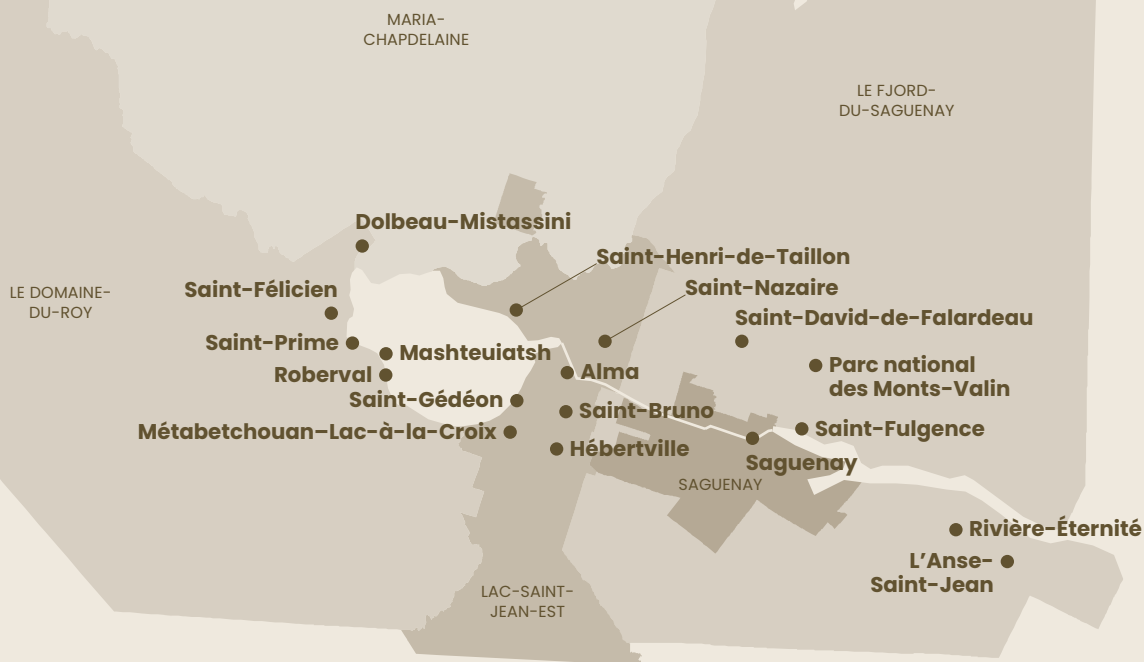 MARIA-
CHAPDELAINE
LE FJORD-
DU-SAGUENAY
Dolbeau-Mistassini
Saint-Henri-de-Taillon
Saint-Nazaire
LE DOMAINE-
DU-ROY
Saint-Félicien
Saint-David-de-Falardeau
Saint-Prime
Mashteuiatsh
Parc national
des Monts-Valin
Roberval
Alma
Saint-Gédéon
Saint-Bruno
Métabetchouan–Lac-à-la-Croix
Saint-Fulgence
Hébertville
Saguenay
SAGUENAY
Rivière-Éternité
L’Anse-
Saint-Jean
LAC-SAINT-
JEAN-EST